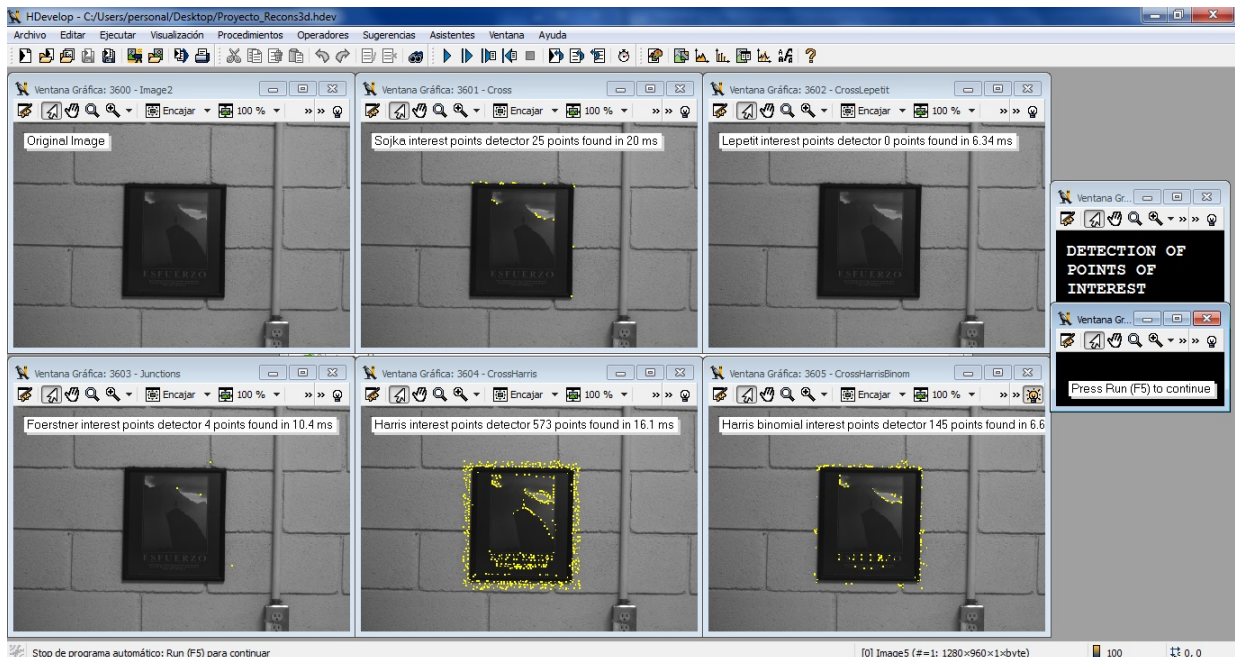 HDevelop - C:/Users/personal/Desktop/Proyecto_Recons3d.hdev
Archivo Editar Ejecutar Visualización Procedimientos Operadores Sugerencias Asistentes Ventana Ayuda
Ventana Gráfica: 3600 - Image2
Encajar 100 %
Original Image
ESFUERZO
Ventana Gráfica: 3601 - Cross
Encajar 100 %
Sojka interest points detector 25 points found in 20 ms
ESFUERZO
Ventana Gráfica: 3602 - CrossLepetit
Encajar 100 %
Lepetit interest points detector 0 points found in 6.34 ms
ESFUERZO
Ventana Gr...
DETECTION OF
POINTS OF
INTEREST
Ventana Gr...
Press Run (F5) to continue
Ventana Gráfica: 3603 - Junctions
Encajar 100 %
Foerstner interest points detector 4 points found in 10.4 ms
ESFUERZO
Ventana Gráfica: 3604 - CrossHarris
Encajar 100 %
Harris interest points detector 573 points found in 16.1 ms
Ventana Gráfica: 3605 - CrossHarrisBinom
Encajar 100 %
Harris binomial interest points detector 145 points found in 6.6
Stop de programa automático: Run (F5) para continuar
[0] Image5 (#=1: 1280×960×1×byte)
100
0, 0